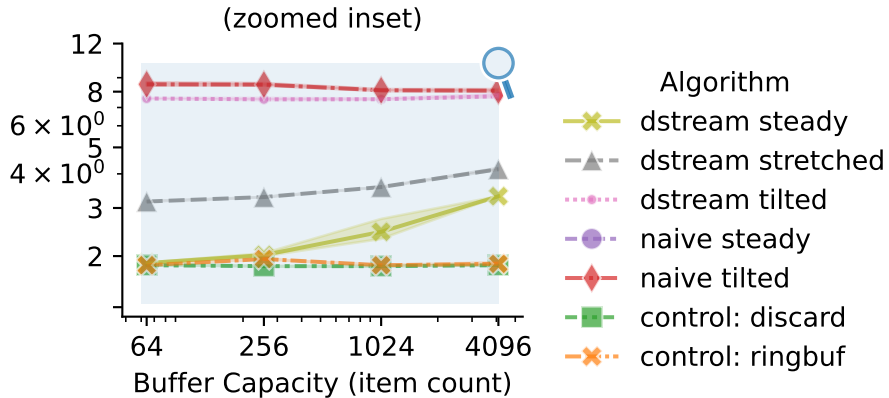 (zoomed inset)
12
8
6 × 10⁰
5
4 × 10⁰
3
2
64 256 1024 4096
Buffer Capacity (item count)
Algorithm
dstream steady
dstream stretched
dstream tilted
naive steady
naive tilted
control: discard
control: ringbuf